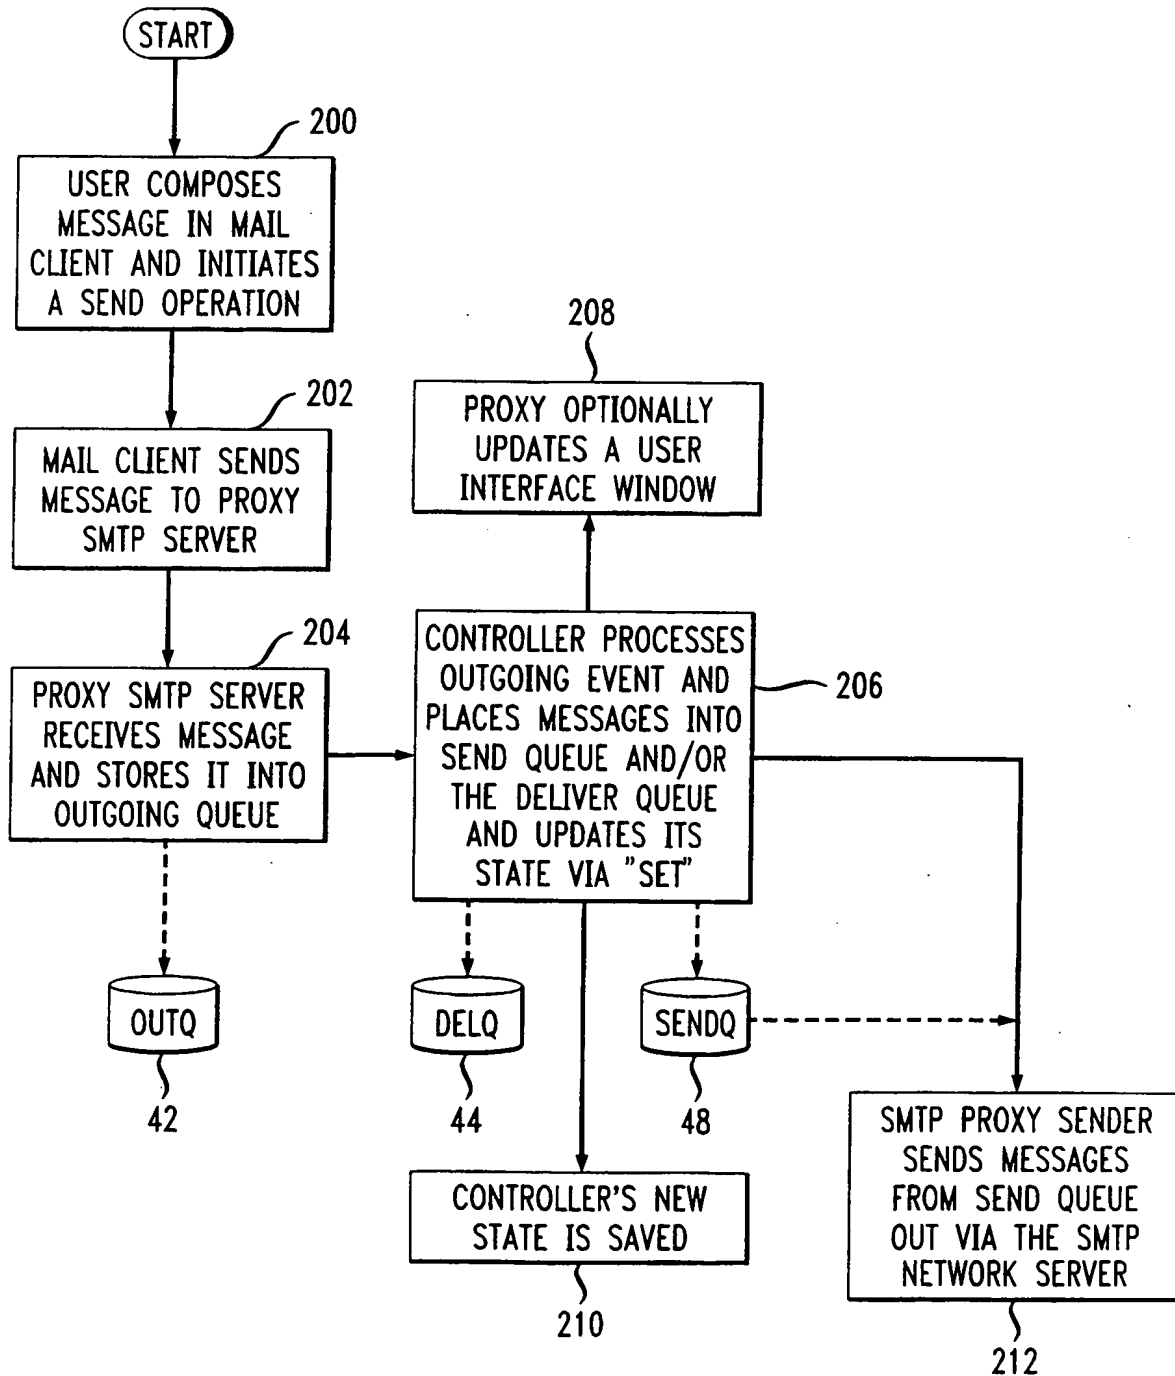 START
200
USER COMPOSES
MESSAGE IN MAIL
CLIENT AND INITIATES
A SEND OPERATION
202
MAIL CLIENT SENDS
MESSAGE TO PROXY
SMTP SERVER
204
PROXY SMTP SERVER
RECEIVES MESSAGE
AND STORES IT INTO
OUTGOING QUEUE
208
PROXY OPTIONALLY
UPDATES A USER
INTERFACE WINDOW
CONTROLLER PROCESSES
OUTGOING EVENT AND
PLACES MESSAGES INTO
SEND QUEUE AND/OR
THE DELIVER QUEUE
AND UPDATES ITS
STATE VIA "SET"
206
OUTQ
42
DELQ
44
SENDQ
48
CONTROLLER'S NEW
STATE IS SAVED
210
SMTP PROXY SENDER
SENDS MESSAGES
FROM SEND QUEUE
OUT VIA THE SMTP
NETWORK SERVER
212